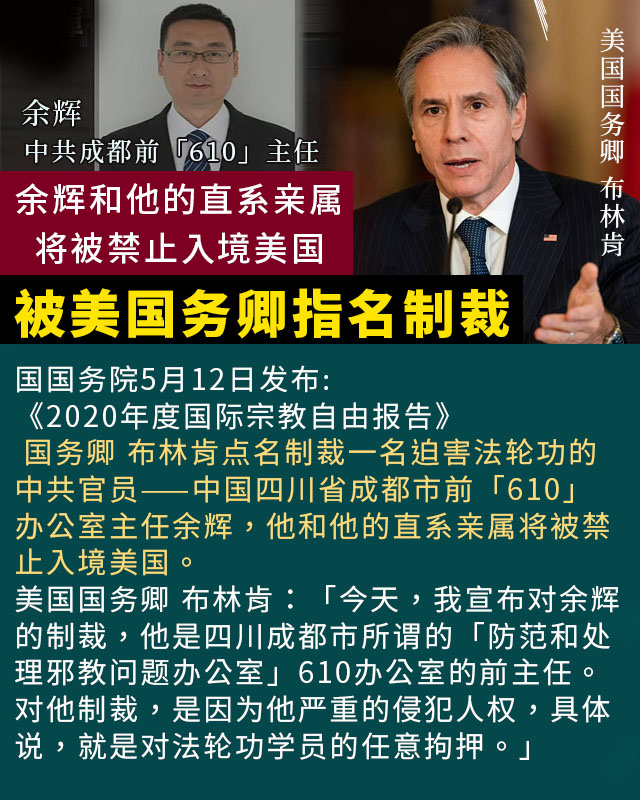 余辉
中共成都前「610」主任
美国国务卿 布林肯
余辉和他的直系亲属
将被禁止入境美国
被美国务卿指名制裁
国国务院5月12日发布:
《2020年度国际宗教自由报告》
国务卿 布林肯点名制裁一名迫害法轮功的
中共官员——中国四川省成都市前「610」
办公室主任余辉，他和他的直系亲属将被禁
止入境美国。
美国国务卿 布林肯：「今天，我宣布对余辉
的制裁，他是四川成都市所谓的「防范和处
理邪教问题办公室」610办公室的前主任。
对他制裁，是因为他严重的侵犯人权，具体
说，就是对法轮功学员的任意拘押。」